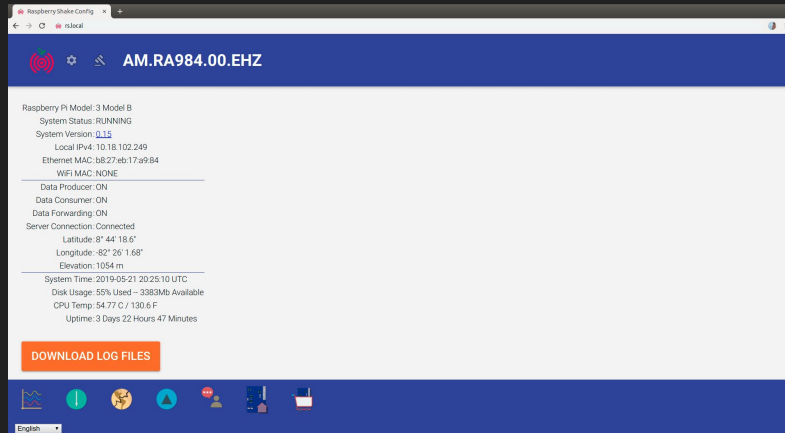 Raspberry Shake Config
rs.local
AM.RA984.00.EHZ
Raspberry Pi Model: 3 Model B
System Status: RUNNING
System Version: 0.15
Local IPv4: 10.18.102.249
Ethernet MAC: b8:27:eb:17:a9:84
WiFi MAC: NONE
Data Producer: ON
Data Consumer: ON
Data Forwarding: ON
Server Connection: Connected
Latitude: 8° 44' 18.6"
Longitude: -82° 26' 1.68"
Elevation: 1054 m
System Time: 2019-05-21 20:25:10 UTC
Disk Usage: 55% Used -- 3383Mb Available
CPU Temp: 54.77 C / 130.6 F
Uptime: 3 Days 22 Hours 47 Minutes
DOWNLOAD LOG FILES
English